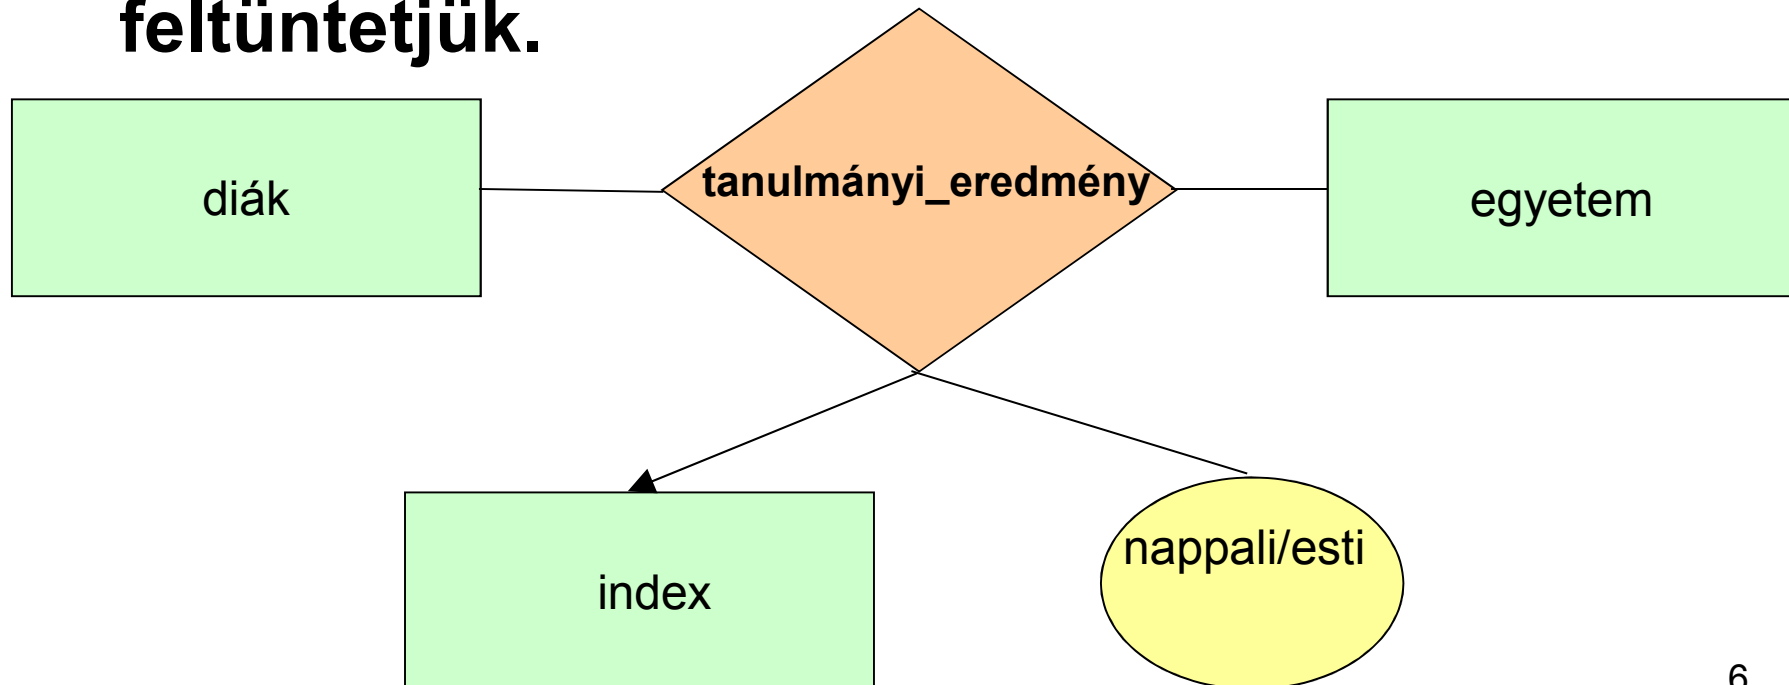 feltüntetjük.
diák
tanulmányi_eredmény
egyetem
index
nappali/esti
6